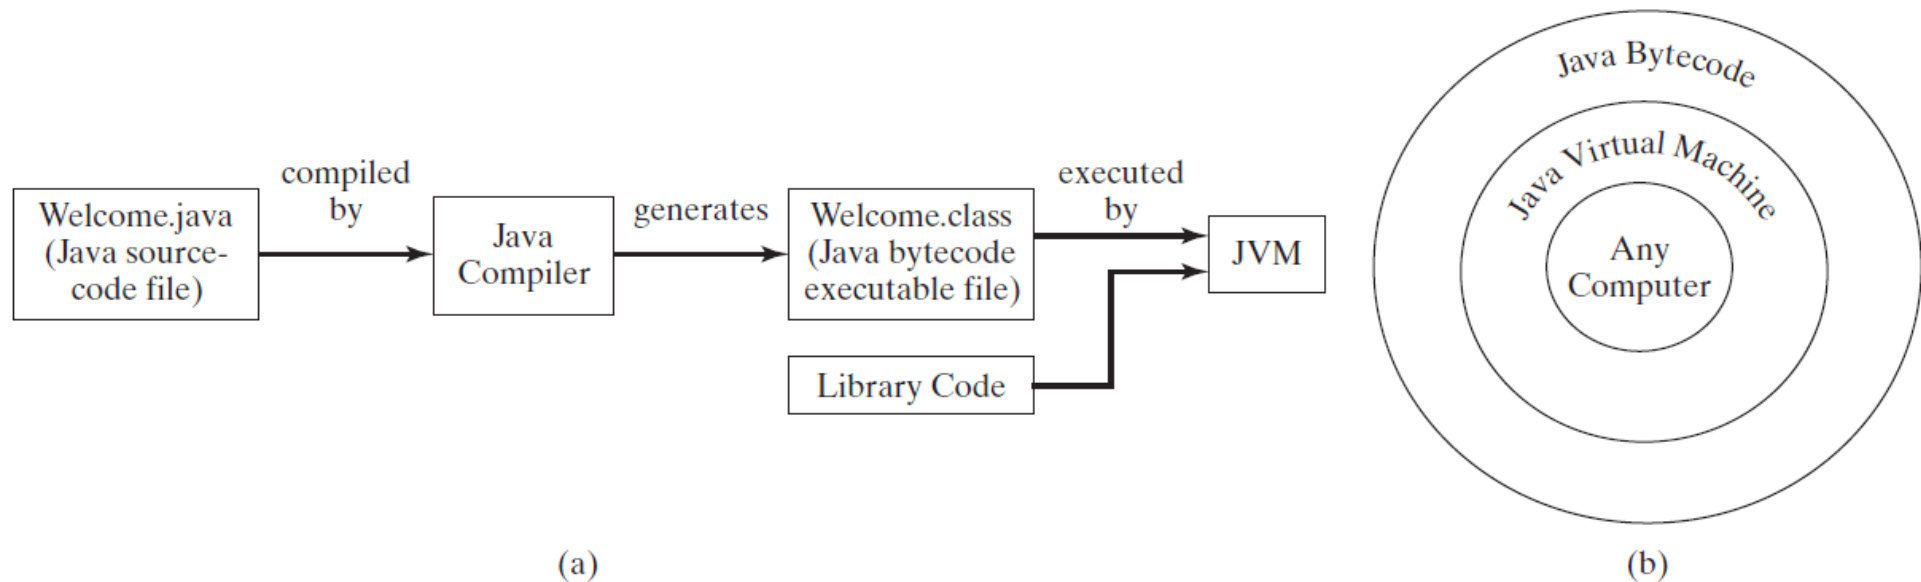 compiled
by
Welcome.java
(Java source-
code file)
Java
Compiler
generates
Welcome.class
(Java bytecode
executable file)
executed
by
JVM
Library Code
(a)
Java Bytecode
Java Virtual Machine
Any
Computer
(b)